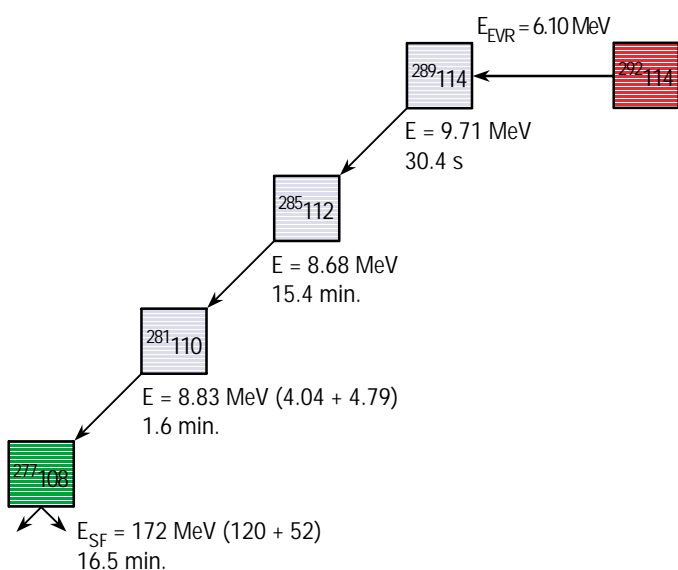 E_EVR = 6.10 MeV
²⁸⁹114
²⁹²114
E = 9.71 MeV
30.4 s
²⁸⁵112
E = 8.68 MeV
15.4 min.
²⁸¹110
E = 8.83 MeV (4.04 + 4.79)
1.6 min.
²⁷⁷108
E_SF = 172 MeV (120 + 52)
16.5 min.